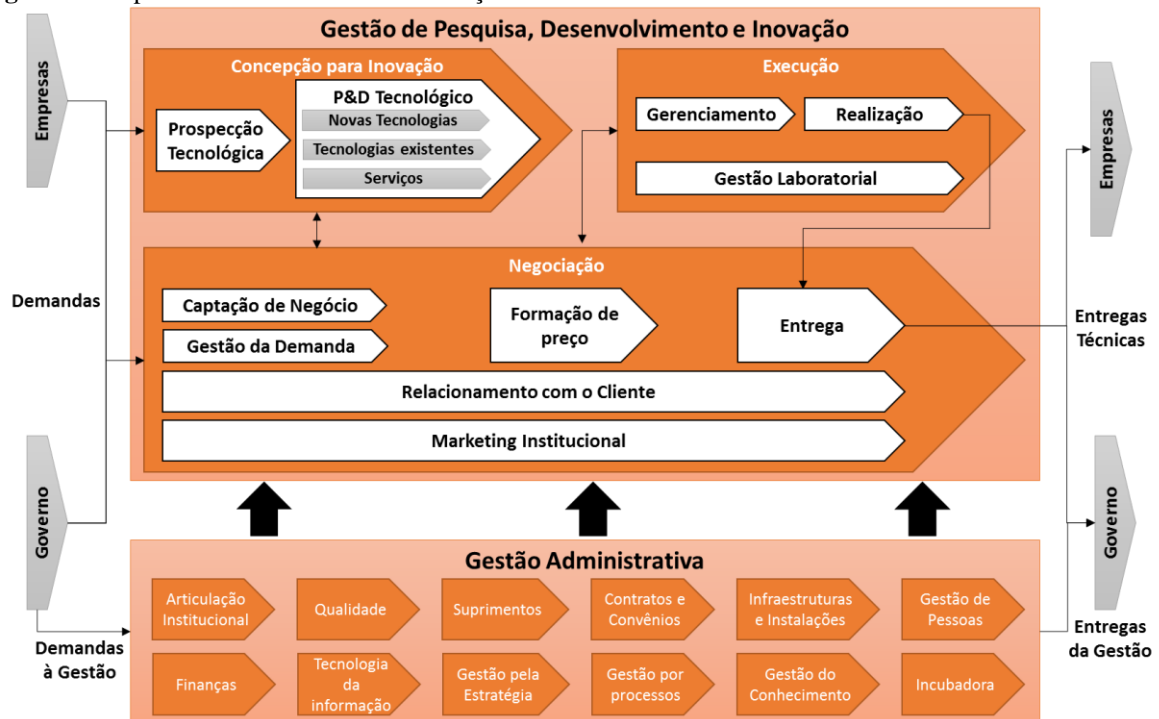 Gestão de Pesquisa, Desenvolvimento e Inovação
Concepção para Inovação
Prospecção
Tecnológica
P&D Tecnológico
Novas Tecnologias
Tecnologias existentes
Serviços
Execução
Gerenciamento
Realização
Gestão Laboratorial
Empresas
Empresas
Negociação
Captação de Negócio
Gestão da Demanda
Formação de
preço
Entrega
Relacionamento com o Cliente
Marketing Institucional
Demandas
Entregas
Técnicas
Governo
Governo
Gestão Administrativa
Articulação
Institucional
Qualidade
Suprimentos
Contratos e
Convênios
Infraestruturas
e Instalações
Gestão de
Pessoas
Demandas
à Gestão
Entregas
da Gestão
Finanças
Tecnologia
da
informação
Gestão pela
Estratégia
Gestão por
processos
Gestão do
Conhecimento
Incubadora